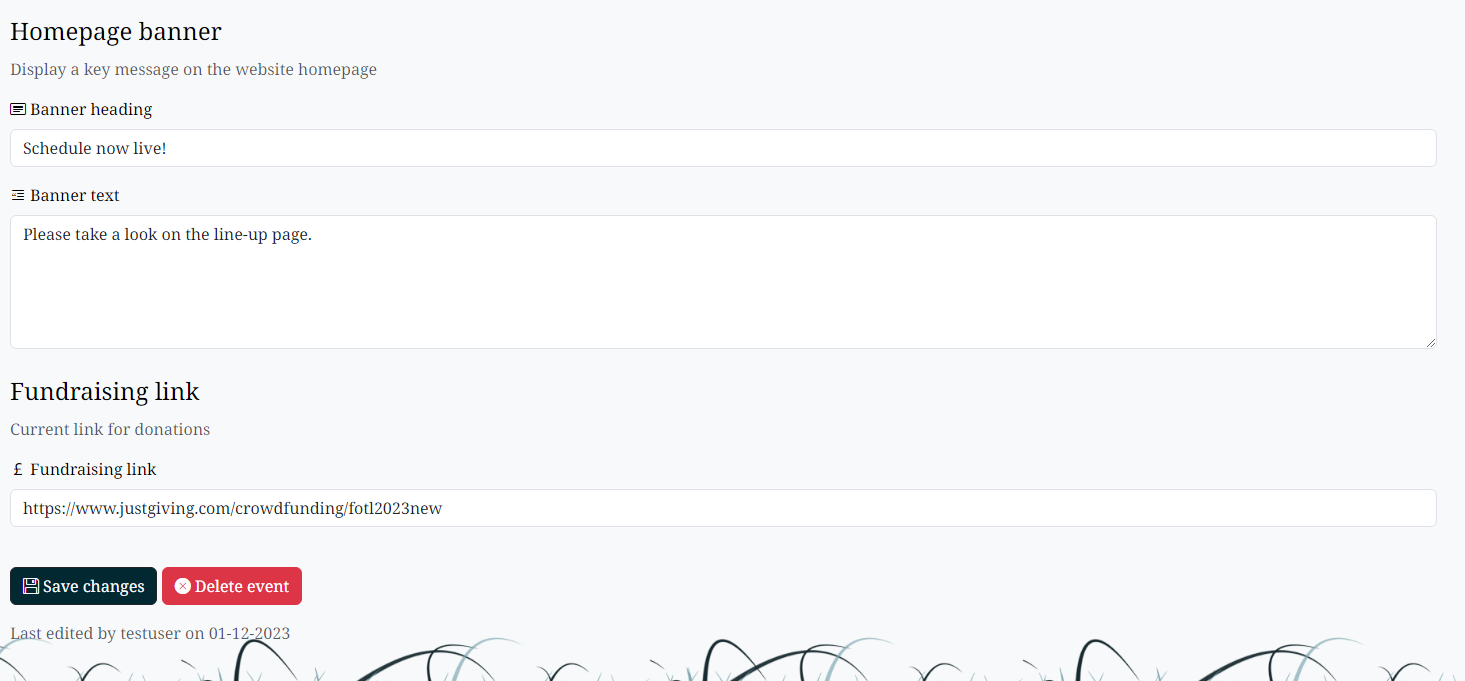 Homepage banner
Display a key message on the website homepage
Banner heading
Schedule now live!
Banner text
Please take a look on the line-up page.
Fundraising link
Current link for donations
£ Fundraising link
https://www.justgiving.com/crowdfunding/fotl2023new
Save changes Delete event
Last edited by testuser on 01-12-2023